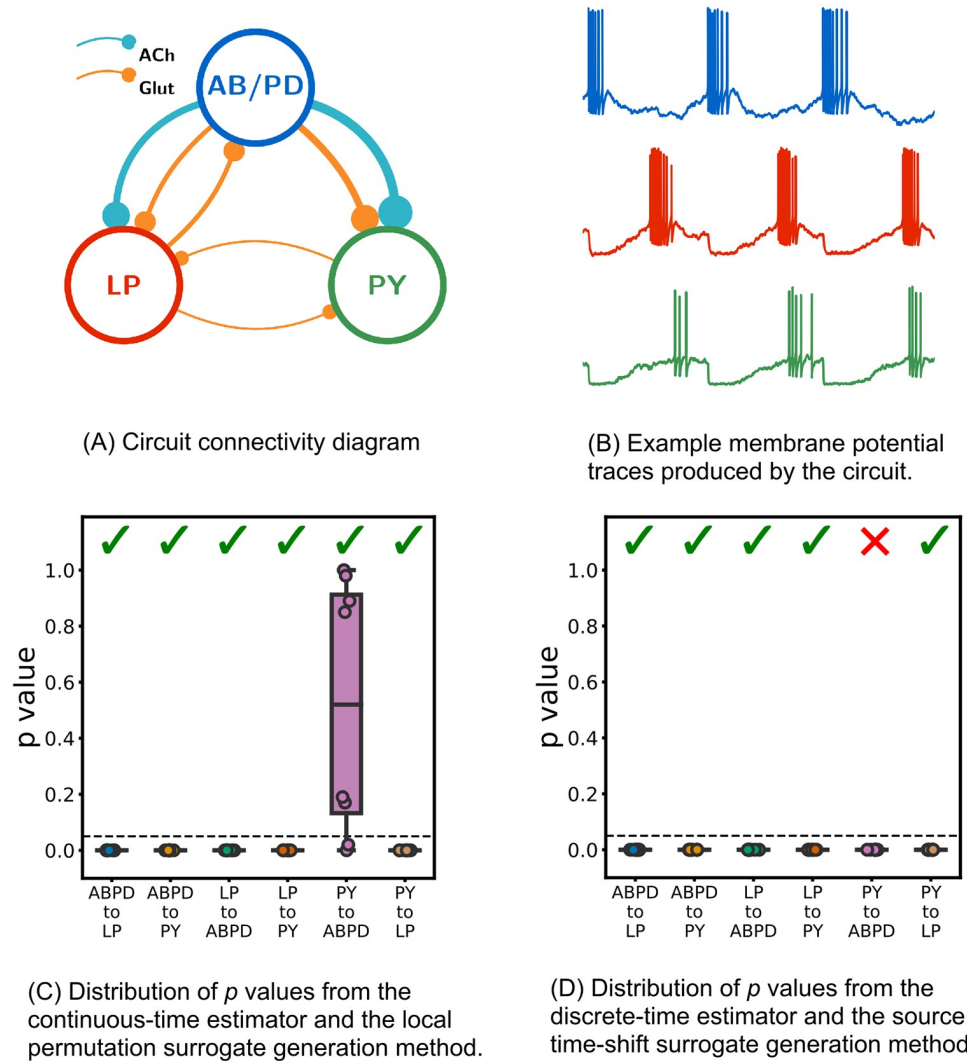 ACh
Glut
AB/PD
LP
PY
(A) Circuit connectivity diagram
(B) Example membrane potential
traces produced by the circuit.
p value
1.0
0.8
0.6
0.4
0.2
0.0
ABPD
to
LP
ABPD
to
PY
LP
to
ABPD
LP
to
PY
PY
to
ABPD
PY
to
LP
(C) Distribution of p values from the
continuous-time estimator and the local
permutation surrogate generation method.
p value
1.0
0.8
0.6
0.4
0.2
0.0
ABPD
to
LP
ABPD
to
PY
LP
to
ABPD
LP
to
PY
PY
to
ABPD
PY
to
LP
(D) Distribution of p values from the
discrete-time estimator and the source
time-shift surrogate generation method